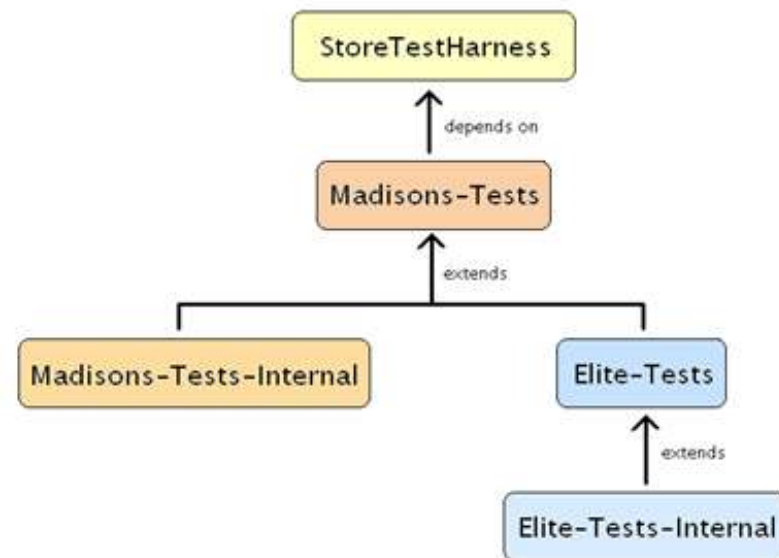 StoreTestHarness
depends on
Madisons-Tests
extends
Madisons-Tests-Internal
Elite-Tests
extends
Elite-Tests-Internal